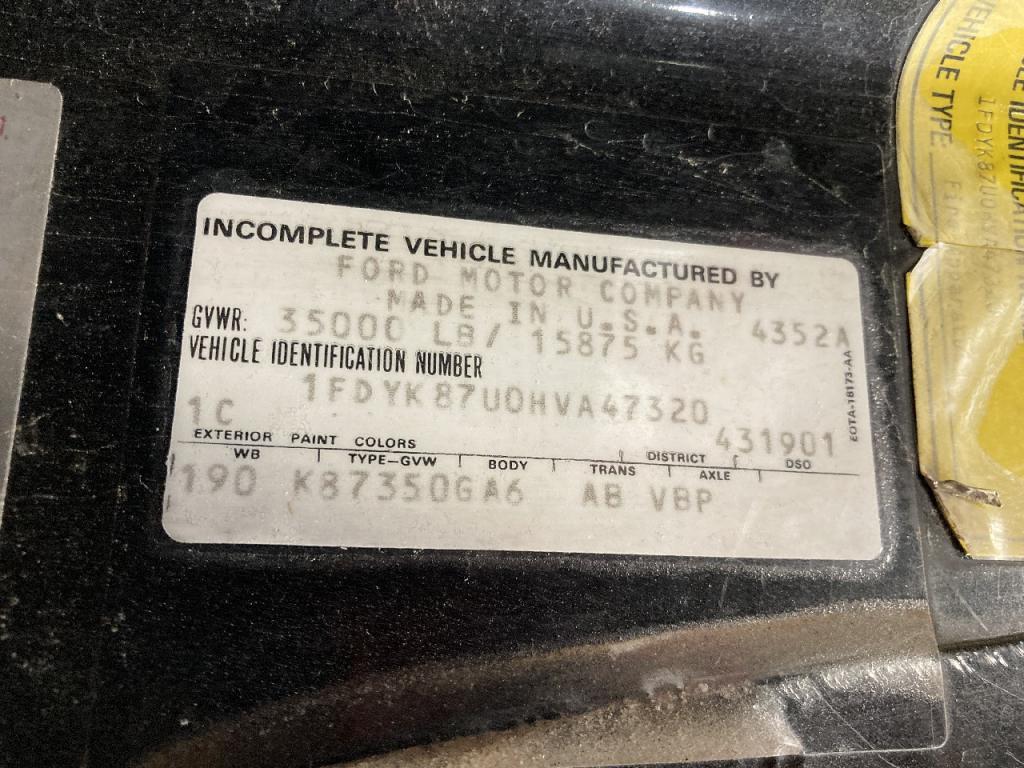 INCOMPLETE VEHICLE MANUFACTURED BY
FORD MOTOR COMPANY
MADE IN U.S.A.
4352A
GVWR: 35000 LB/ 15875 KG
VEHICLE IDENTIFICATION NUMBER
1FDYK87U0HVA47320
1C
431901
EXTERIOR PAINT COLORS
DISTRICT
DSO
WB
TYPE-GVW
BODY
TRANS
AXLE
190 K87350GA6 AB VBP
EOTA-18173-AA
VEHICLE TYPE
IDENTIFICATION